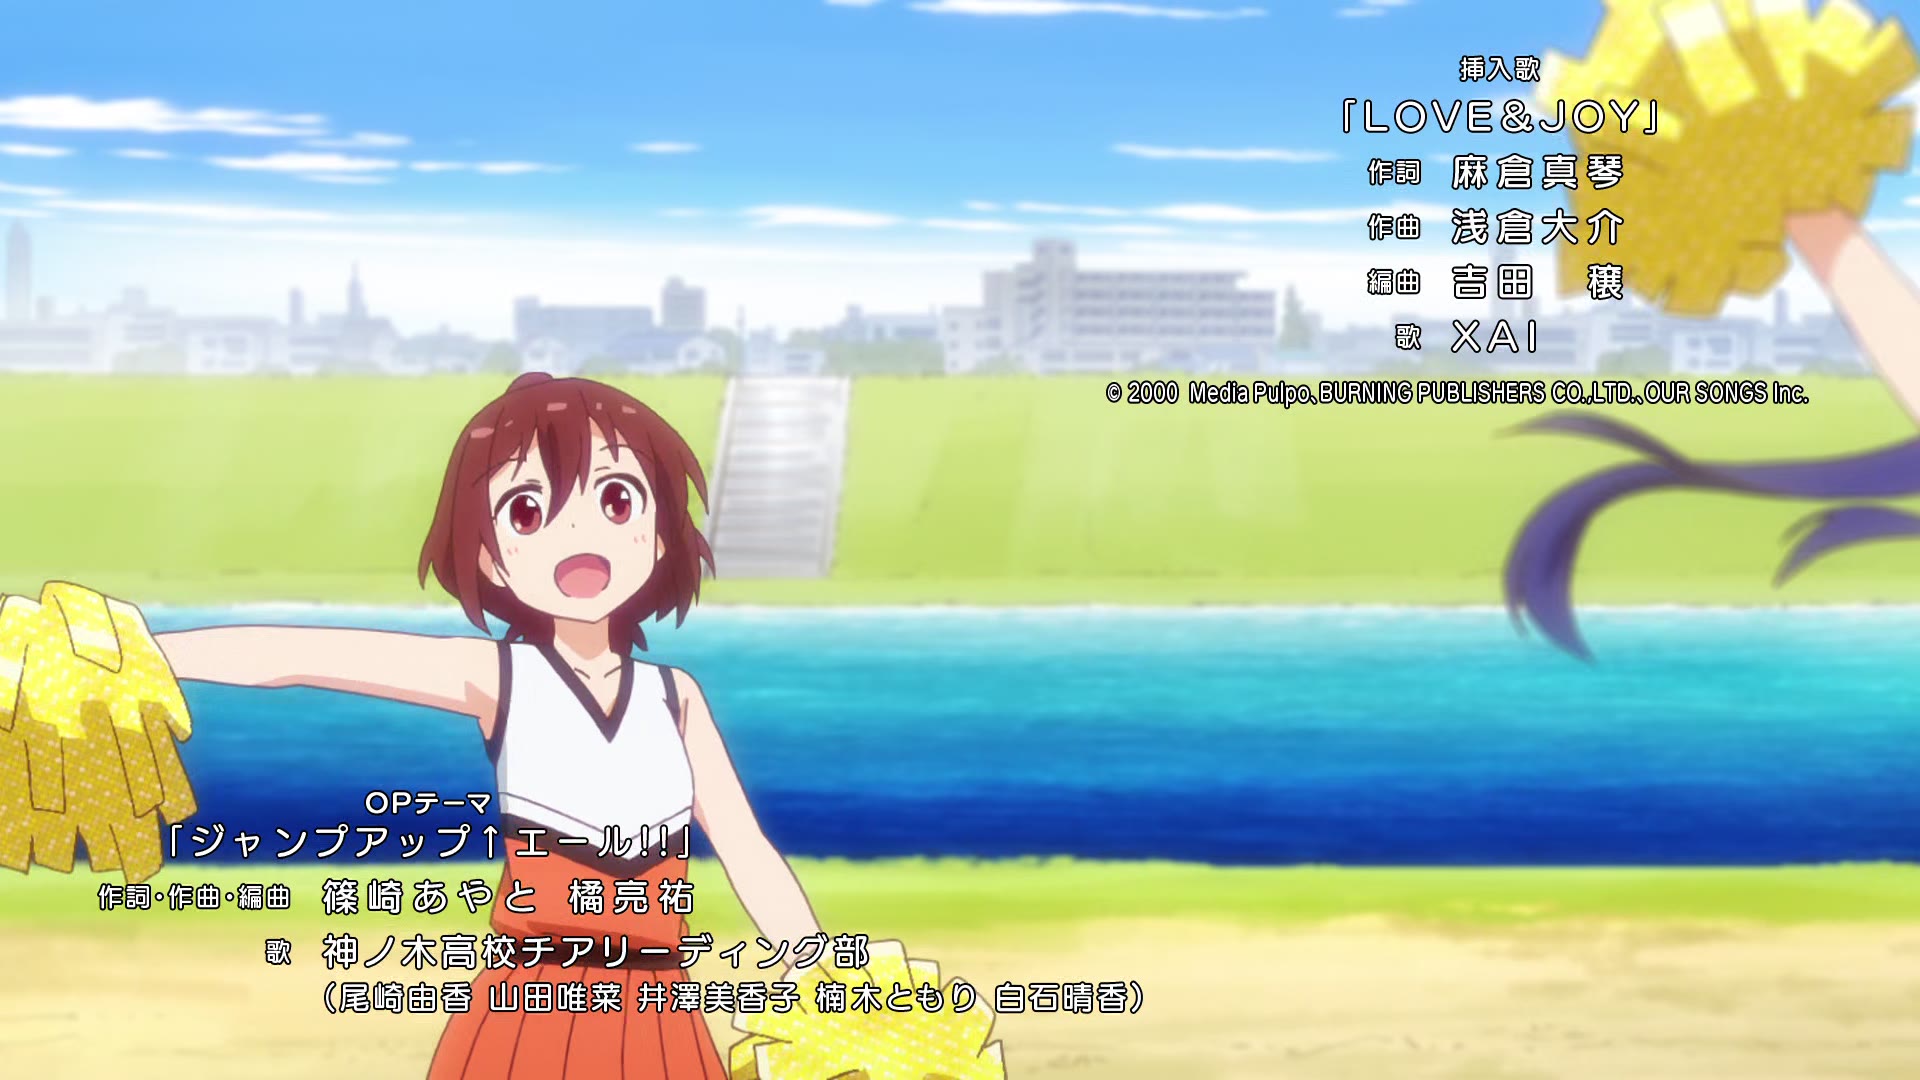 挿入歌
「LOVE&JOY」
作詞 麻倉真琴
作曲 浅倉大介
編曲 吉田 穣
歌 XAI
© 2000 Media Pulpo、BURNING PUBLISHERS CO.,LTD.、OUR SONGS Inc.
OPテーマ
「ジャンプアップ↑エール!!」
作詞・作曲・編曲 篠崎あやと 橘亮祐
歌 神ノ木高校チアリーディング部
（尾崎由香 山田唯菜 井澤美香子 楠木ともり 白石晴香）